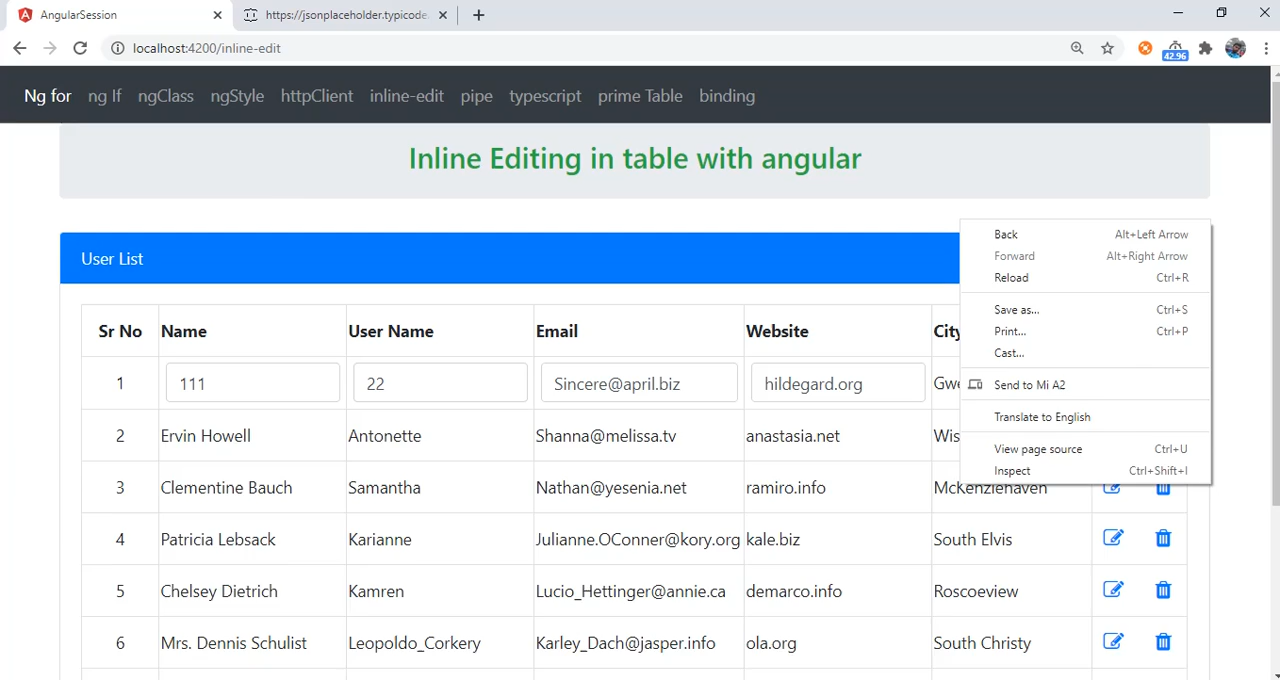 AngularSession
https://jsonplaceholder.typicode.
localhost:4200/inline-edit
42.96
Ng for ng If ngClass ngStyle httpClient inline-edit pipe typescript prime Table binding
Inline Editing in table with angular
User List
Back Alt+Left Arrow
Forward Alt+Right Arrow
Reload Ctrl+R
Save as... Ctrl+S
Print... Ctrl+P
Cast...
Send to Mi A2
Translate to English
View page source Ctrl+U
Inspect Ctrl+Shift+I
Sr No Name User Name Email Website City
1 111 22 Sincere@april.biz hildegard.org Gwe
2 Ervin Howell Antonette Shanna@melissa.tv anastasia.net Wis
3 Clementine Bauch Samantha Nathan@yesenia.net ramiro.info McKenziehaven
4 Patricia Lebsack Karianne Julianne.OConner@kory.org kale.biz South Elvis
5 Chelsey Dietrich Kamren Lucio_Hettinger@annie.ca demarco.info Roscoeview
6 Mrs. Dennis Schulist Leopoldo_Corkery Karley_Dach@jasper.info ola.org South Christy